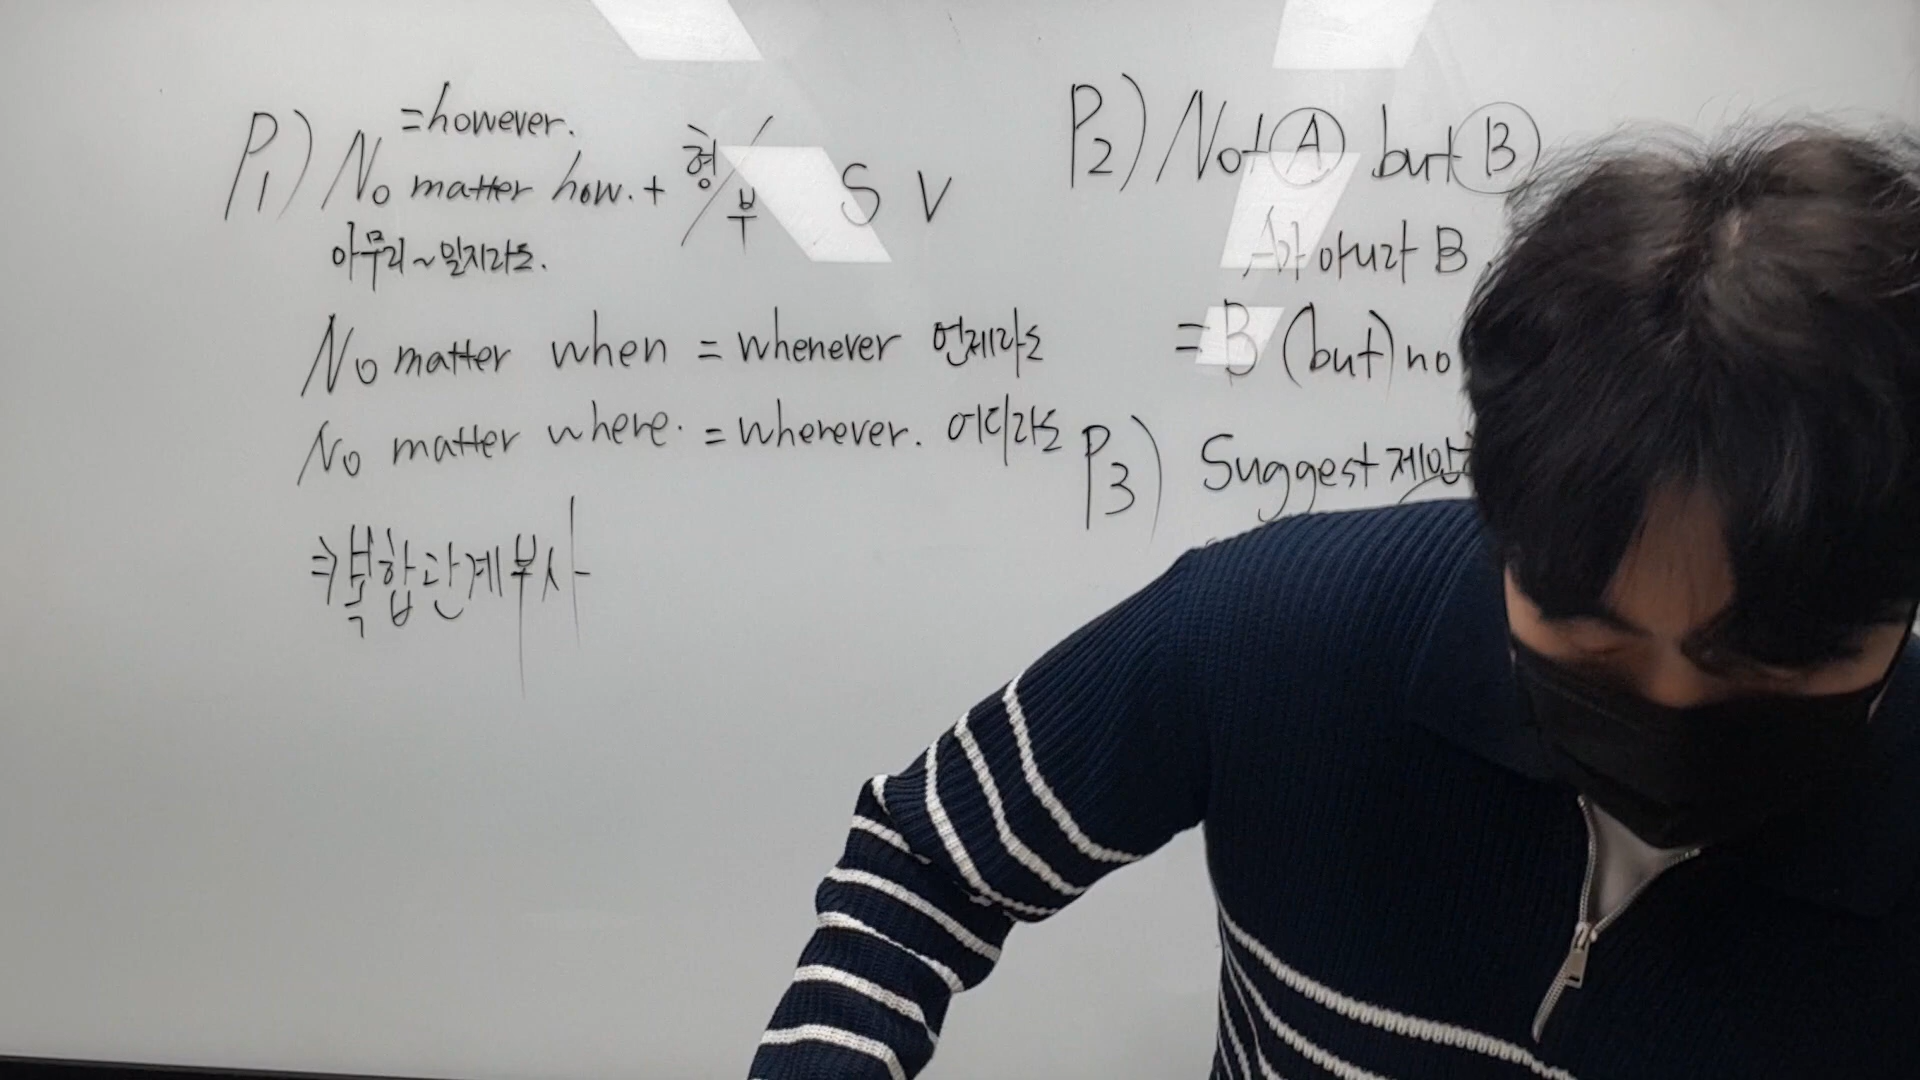 P1) =however.
No matter how. + 형/부 S V
아무리~일지라도.
No matter when = whenever 언제라도
No matter where. = wherever. 어디라도
⇒복합관계부사
P2) Not A but B
A가 아니라 B.
= B (but) no
P3) Suggest